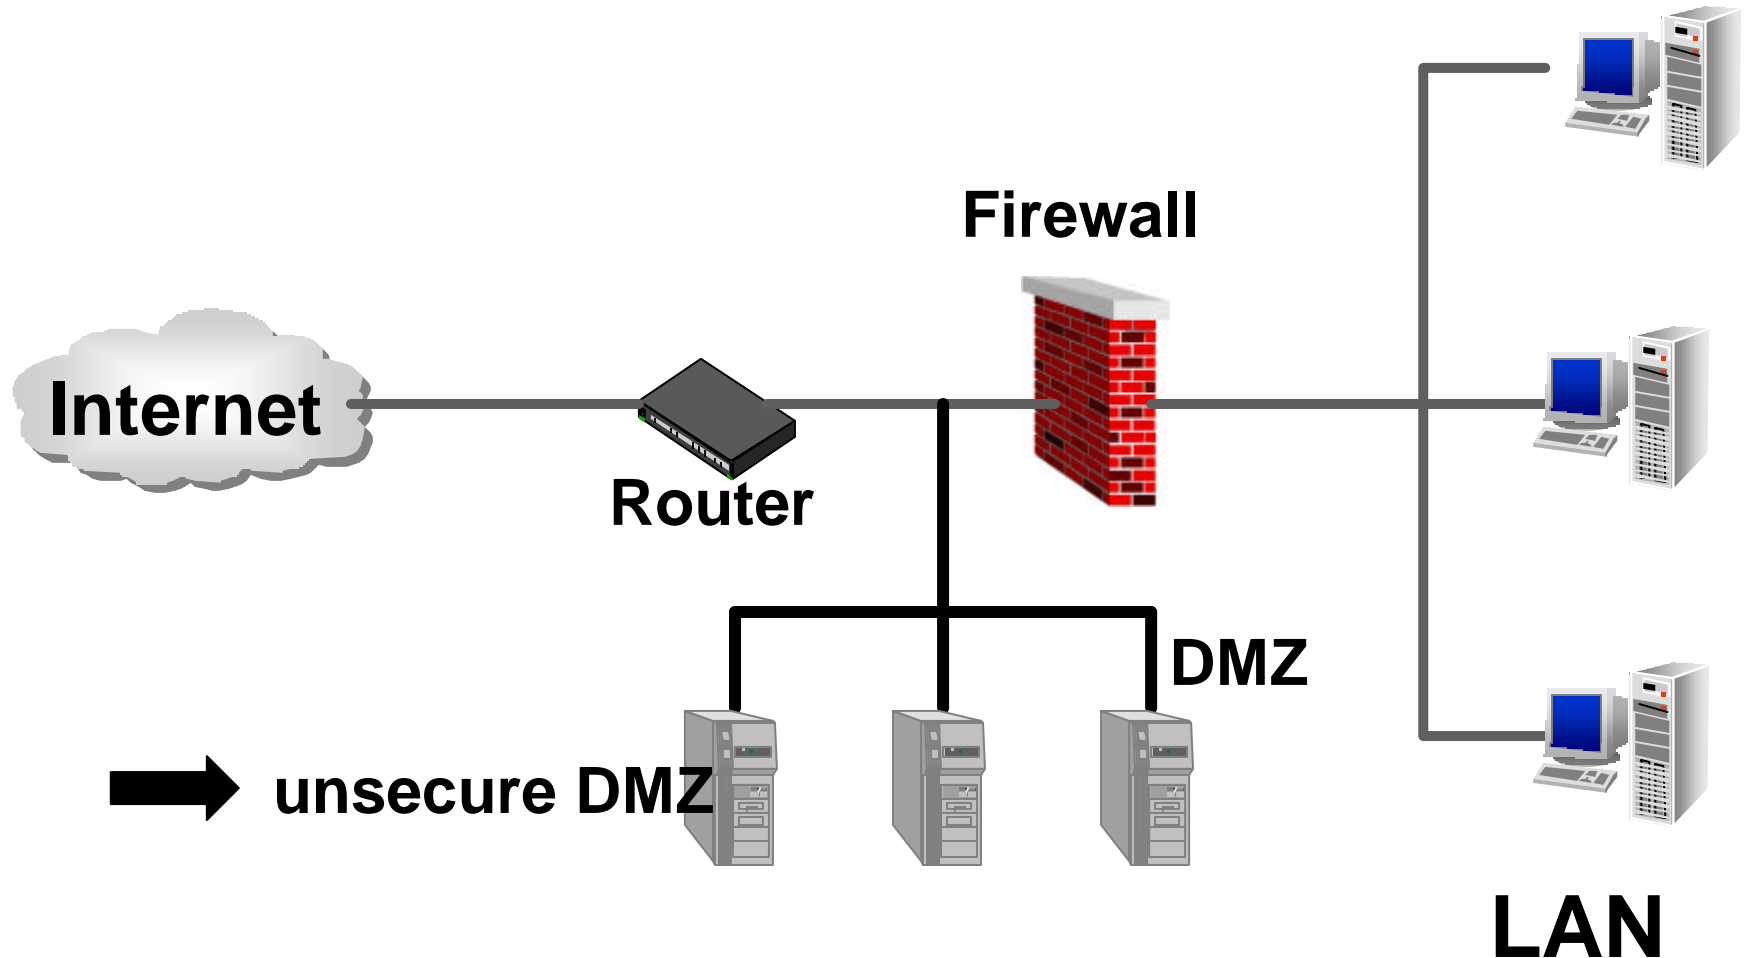 Firewall
Internet
Router
DMZ
unsecure DMZ
LAN